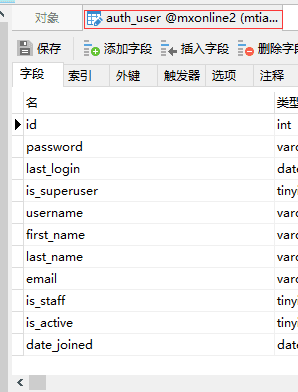 对象 auth_user @mxonline2 (mtia...
保存 添加字段 插入字段 删除字段
字段 索引 外键 触发器 选项 注释
名 类型
id int
password varc
last_login date
is_superuser tiny
username varc
first_name varc
last_name varc
email varc
is_staff tiny
is_active tiny
date_joined date